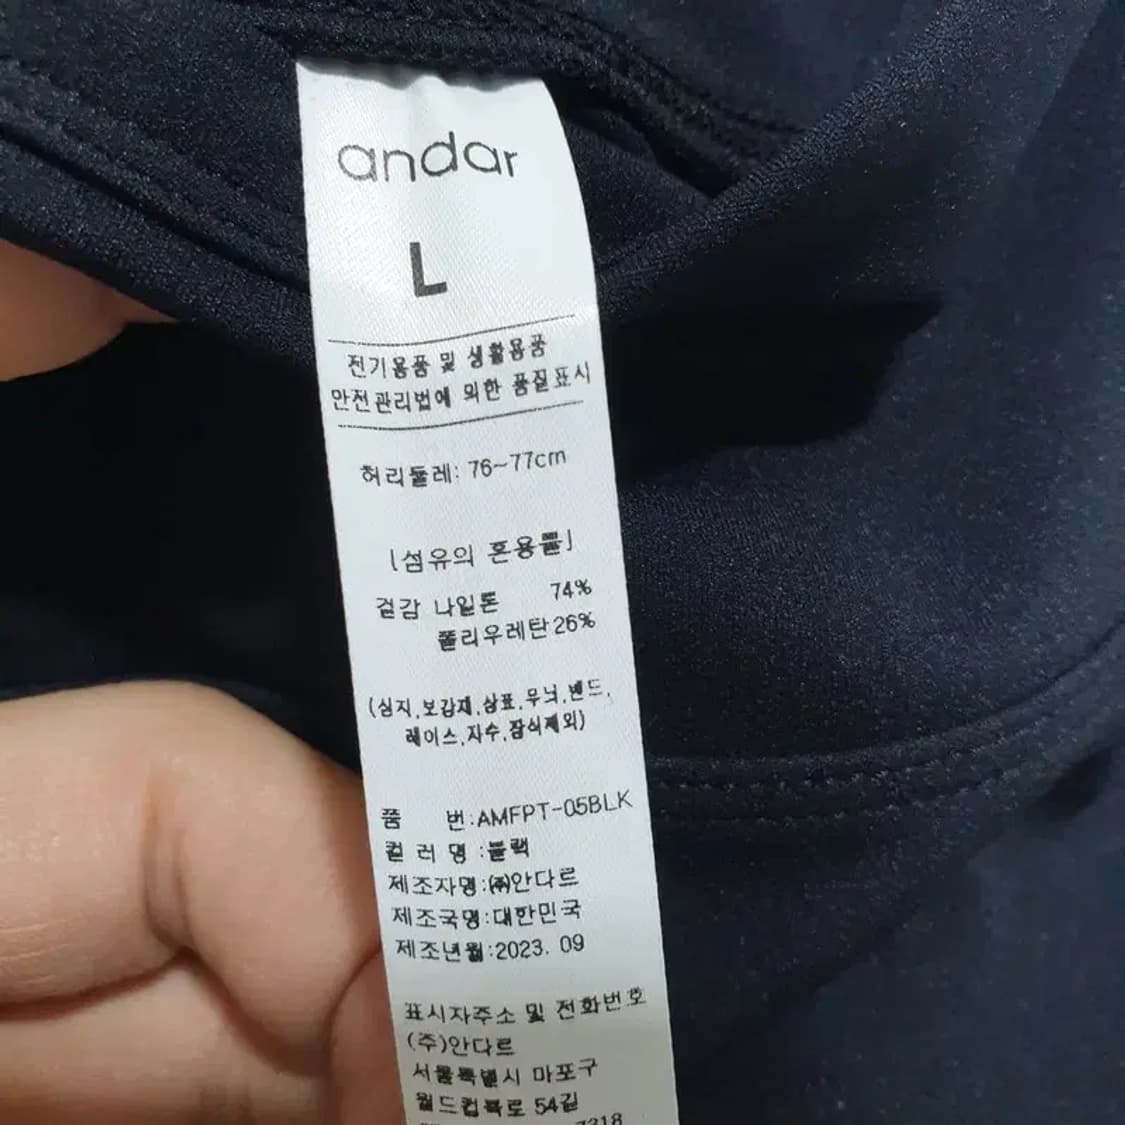 andar
L
전기용품 및 생활용품
안전관리법에 의한 품질표시
허리둘레: 76~77cm
[섬유의 혼용률]
겉감 나일론 74%
폴리우레탄 26%
(심지,보강재,상표,무늬,밴드,
레이스,자수,장식제외)
품 번:AMFPT-05BLK
컬러명:블랙
제조자명:㈜안다르
제조국명:대한민국
제조년월:2023. 09
표시자주소 및 전화번호
(주)안다르
서울특별시 마포구
월드컵북로 54길
7318